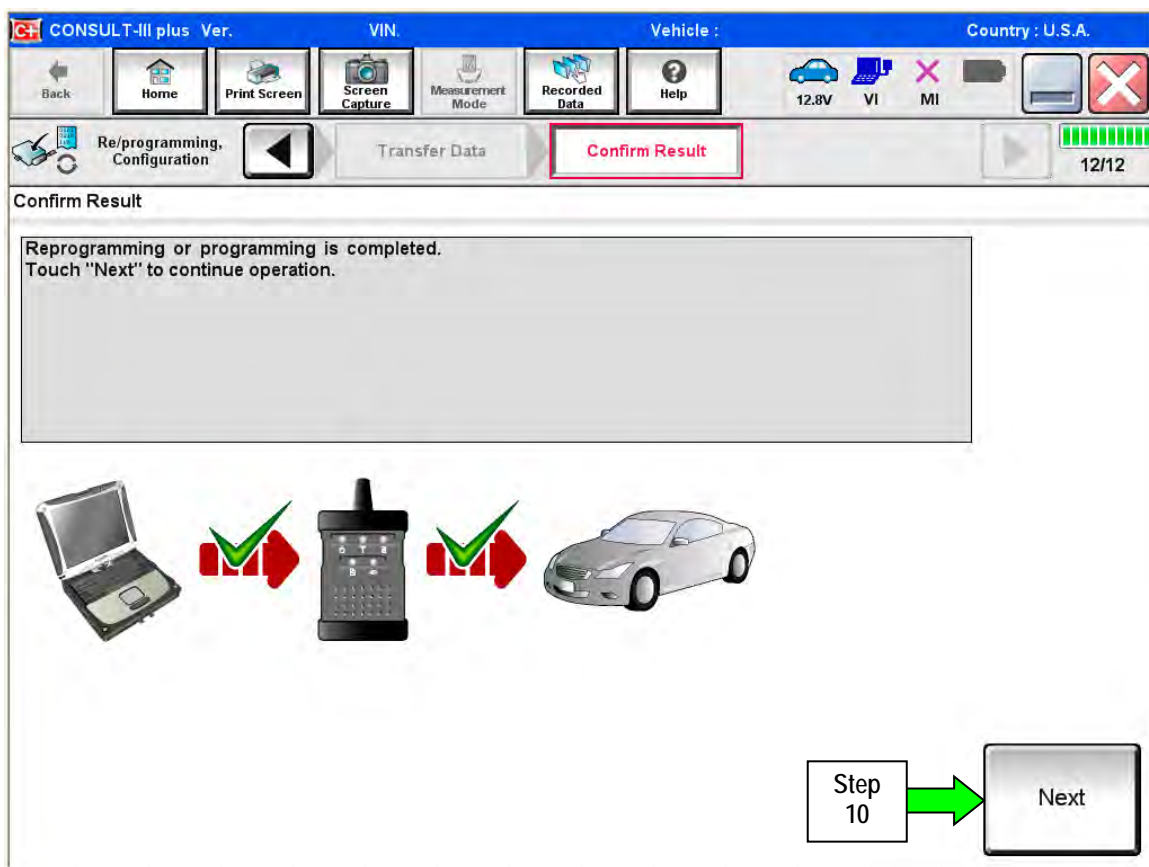 C+ CONSULT-III plus Ver. VIN. Vehicle : Country : U.S.A.
Back
Home
Print Screen
Screen
Capture
Measurement
Mode
Recorded
Data
Help
12.8V
VI
MI
Re/programming,
Configuration
Transfer Data
Confirm Result
12/12
Confirm Result
Reprogramming or programming is completed.
Touch "Next" to continue operation.
Step
10
Next